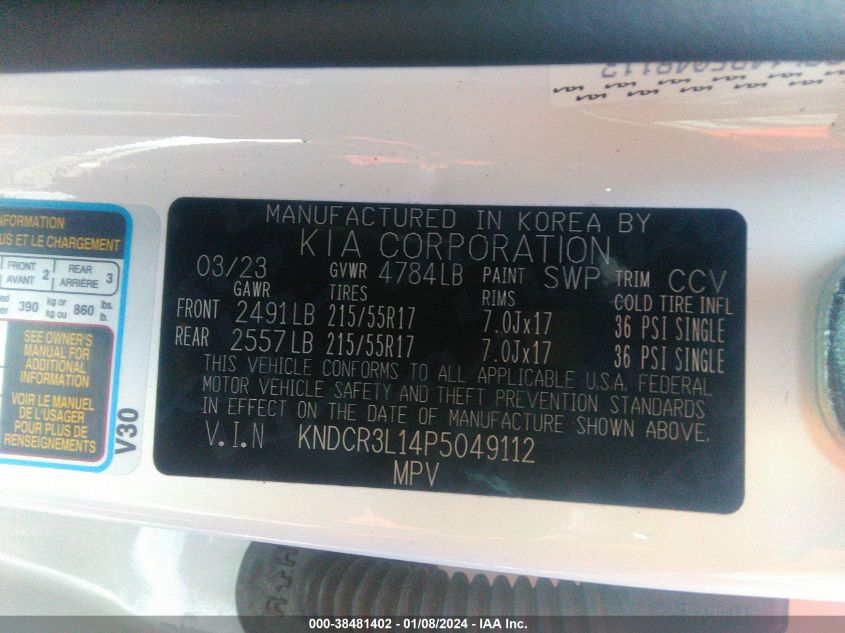 NFORMATION
US ET LE CHARGEMENT
FRONT AVANT 2 REAR ARRIÈRE 3
390 kg or kg ou 860 lbs. lb.
SEE OWNER'S
MANUAL FOR
ADDITIONAL
INFORMATION
VOIR LE MANUEL
DE L'USAGER
POUR PLUS DE
RENSEIGNEMENTS
V30
MANUFACTURED IN KOREA BY
KIA CORPORATION
03/23 GVWR 4784LB PAINT SWP TRIM CCV
GAWR TIRES RIMS COLD TIRE INFL
FRONT 2491LB 215/55R17 7.0Jx17 36 PSI SINGLE
REAR 2557LB 215/55R17 7.0Jx17 36 PSI SINGLE
THIS VEHICLE CONFORMS TO ALL APPLICABLE U.S.A. FEDERAL
MOTOR VEHICLE SAFETY AND THEFT PREVENTION STANDARDS
IN EFFECT ON THE DATE OF MANUFACTURE SHOWN ABOVE.
V.I.N KNDCR3L14P5049112
MPV
000-38481402 - 01/08/2024 - IAA Inc.